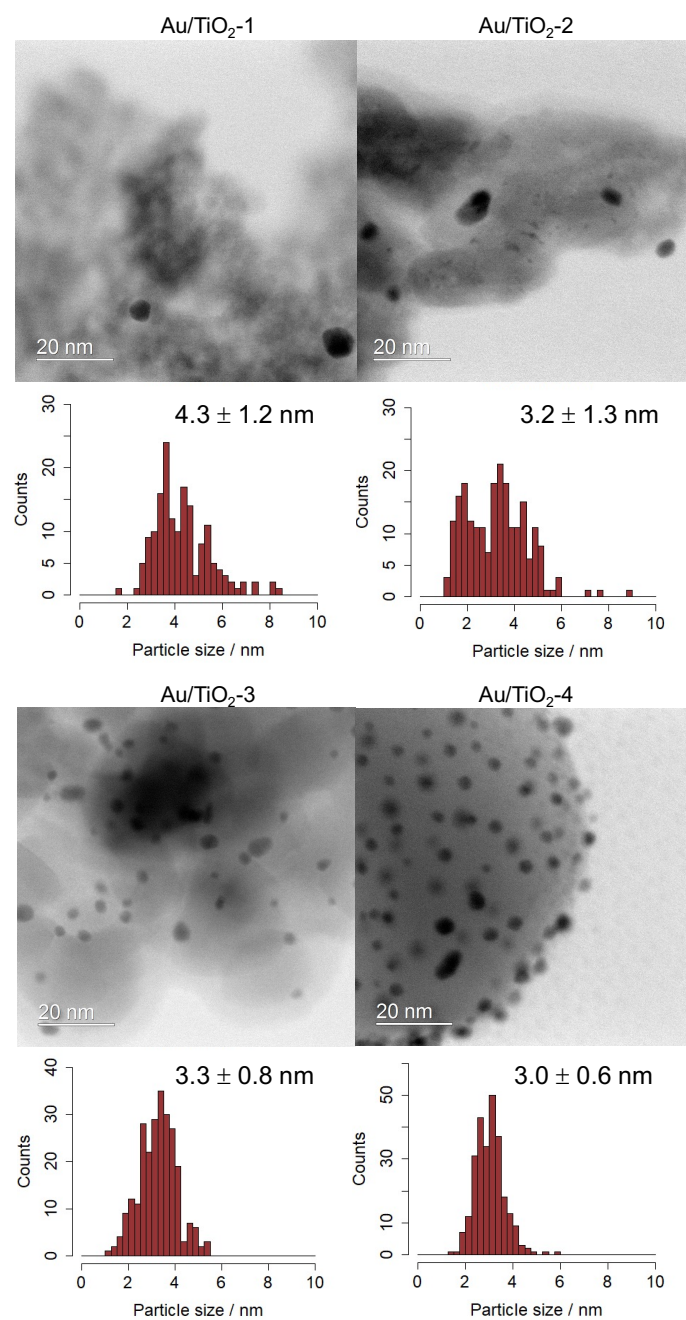 Au/TiO₂-1
Au/TiO₂-2
20 nm
20 nm
4.3 ± 1.2 nm
30
20
10
5
0
Counts
0 2 4 6 8 10
Particle size / nm
3.2 ± 1.3 nm
30
20
10
5
0
Counts
0 2 4 6 8 10
Particle size / nm
Au/TiO₂-3
Au/TiO₂-4
20 nm
20 nm
3.3 ± 0.8 nm
40
30
20
10
0
Counts
0 2 4 6 8 10
Particle size / nm
3.0 ± 0.6 nm
50
30
10
0
Counts
0 2 4 6 8 10
Particle size / nm